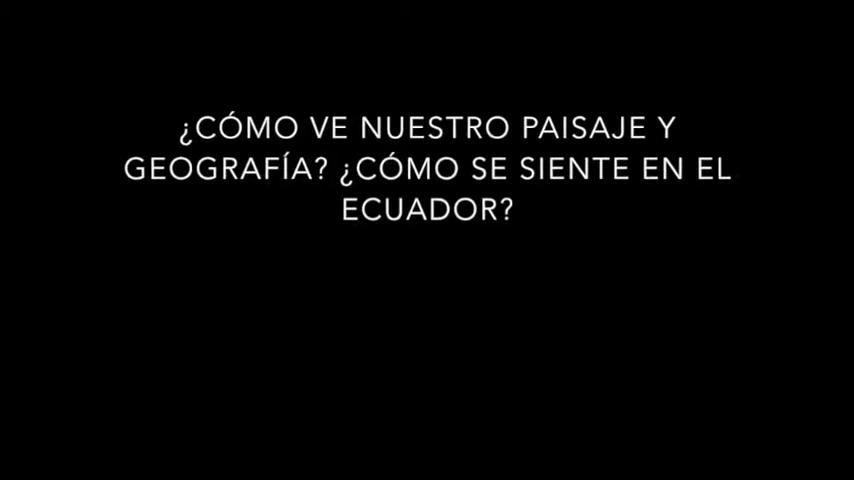 ¿CÓMO VE NUESTRO PAISAJE Y
GEOGRAFÍA? ¿CÓMO SE SIENTE EN EL
ECUADOR?